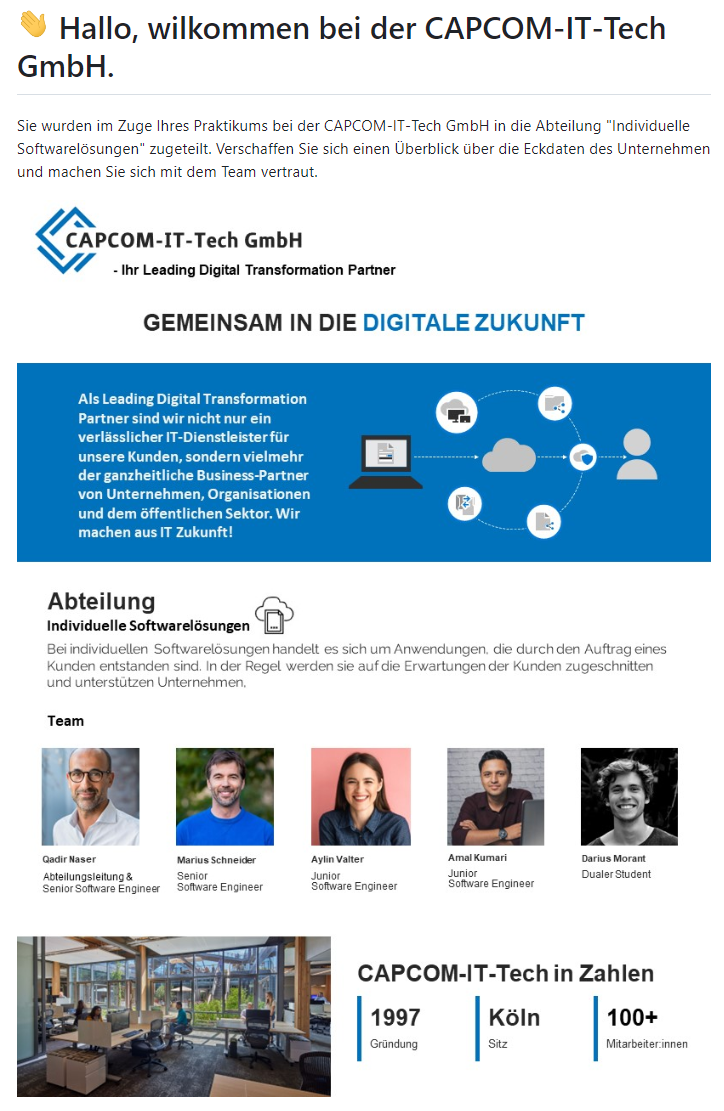 👋 Hallo, wilkommen bei der CAPCOM-IT-Tech
GmbH.
Sie wurden im Zuge Ihres Praktikums bei der CAPCOM-IT-Tech GmbH in die Abteilung "Individuelle
Softwarelösungen" zugeteilt. Verschaffen Sie sich einen Überblick über die Eckdaten des Unternehmen
und machen Sie sich mit dem Team vertraut.
CAPCOM-IT-Tech GmbH
- Ihr Leading Digital Transformation Partner
GEMEINSAM IN DIE DIGITALE ZUKUNFT
Als Leading Digital Transformation
Partner sind wir nicht nur ein
verlässlicher IT-Dienstleister für
unsere Kunden, sondern vielmehr
der ganzheitliche Business-Partner
von Unternehmen, Organisationen
und dem öffentlichen Sektor. Wir
machen aus IT Zukunft!
Abteilung
Individuelle Softwarelösungen
Bei individuellen Softwarelösungen handelt es sich um Anwendungen, die durch den Auftrag eines
Kunden entstanden sind. In der Regel werden sie auf die Erwartungen der Kunden zugeschnitten
und unterstützen Unternehmen,
Team
Qadir Naser
Abteilungsleitung &
Senior Software Engineer
Marius Schneider
Senior
Software Engineer
Aylin Valter
Junior
Software Engineer
Amal Kumari
Junior
Software Engineer
Darius Morant
Dualer Student
CAPCOM-IT-Tech in Zahlen
1997
Gründung
Köln
Sitz
100+
Mitarbeiter:innen